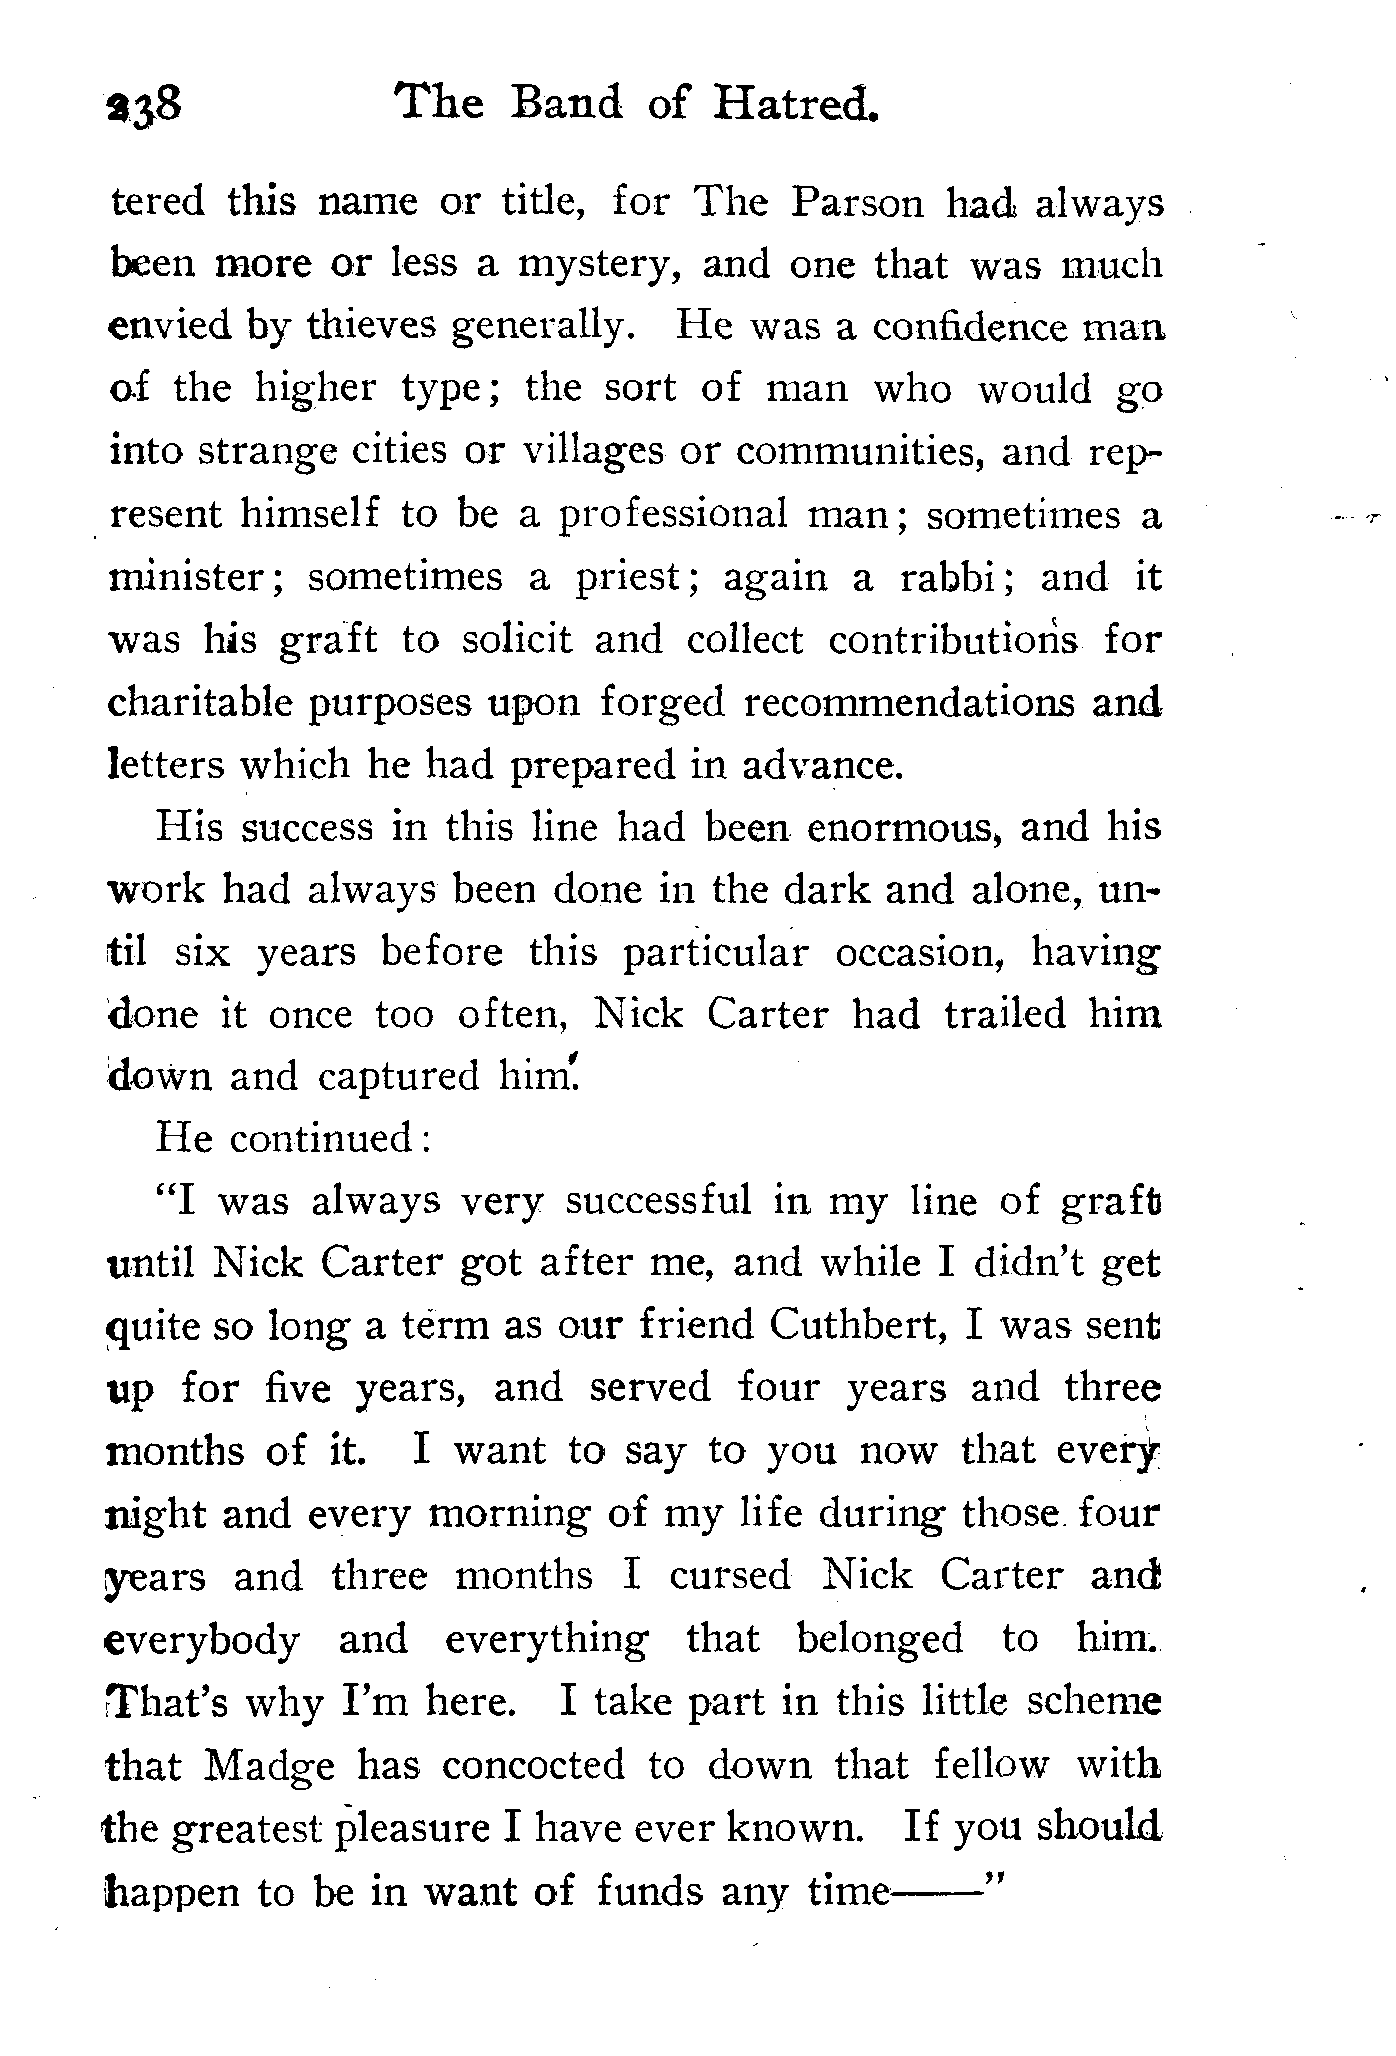 238 The Band of Hatred.
tered this name or title, for The Parson had always
been more or less a mystery, and one that was much
envied by thieves generally. He was a confidence man
of the higher type; the sort of man who would go
into strange cities or villages or communities, and rep-
resent himself to be a professional man; sometimes a
minister; sometimes a priest; again a rabbi; and it
was his graft to solicit and collect contributions for
charitable purposes upon forged recommendations and
letters which he had prepared in advance.
His success in this line had been enormous, and his
work had always been done in the dark and alone, un-
til six years before this particular occasion, having
done it once too often, Nick Carter had trailed him
down and captured him.
He continued:
"I was always very successful in my line of graft
until Nick Carter got after me, and while I didn't get
quite so long a term as our friend Cuthbert, I was sent
up for five years, and served four years and three
months of it. I want to say to you now that every
night and every morning of my life during those four
years and three months I cursed Nick Carter and
everybody and everything that belonged to him.
That's why I'm here. I take part in this little scheme
that Madge has concocted to down that fellow with
the greatest pleasure I have ever known. If you should
happen to be in want of funds any time——"